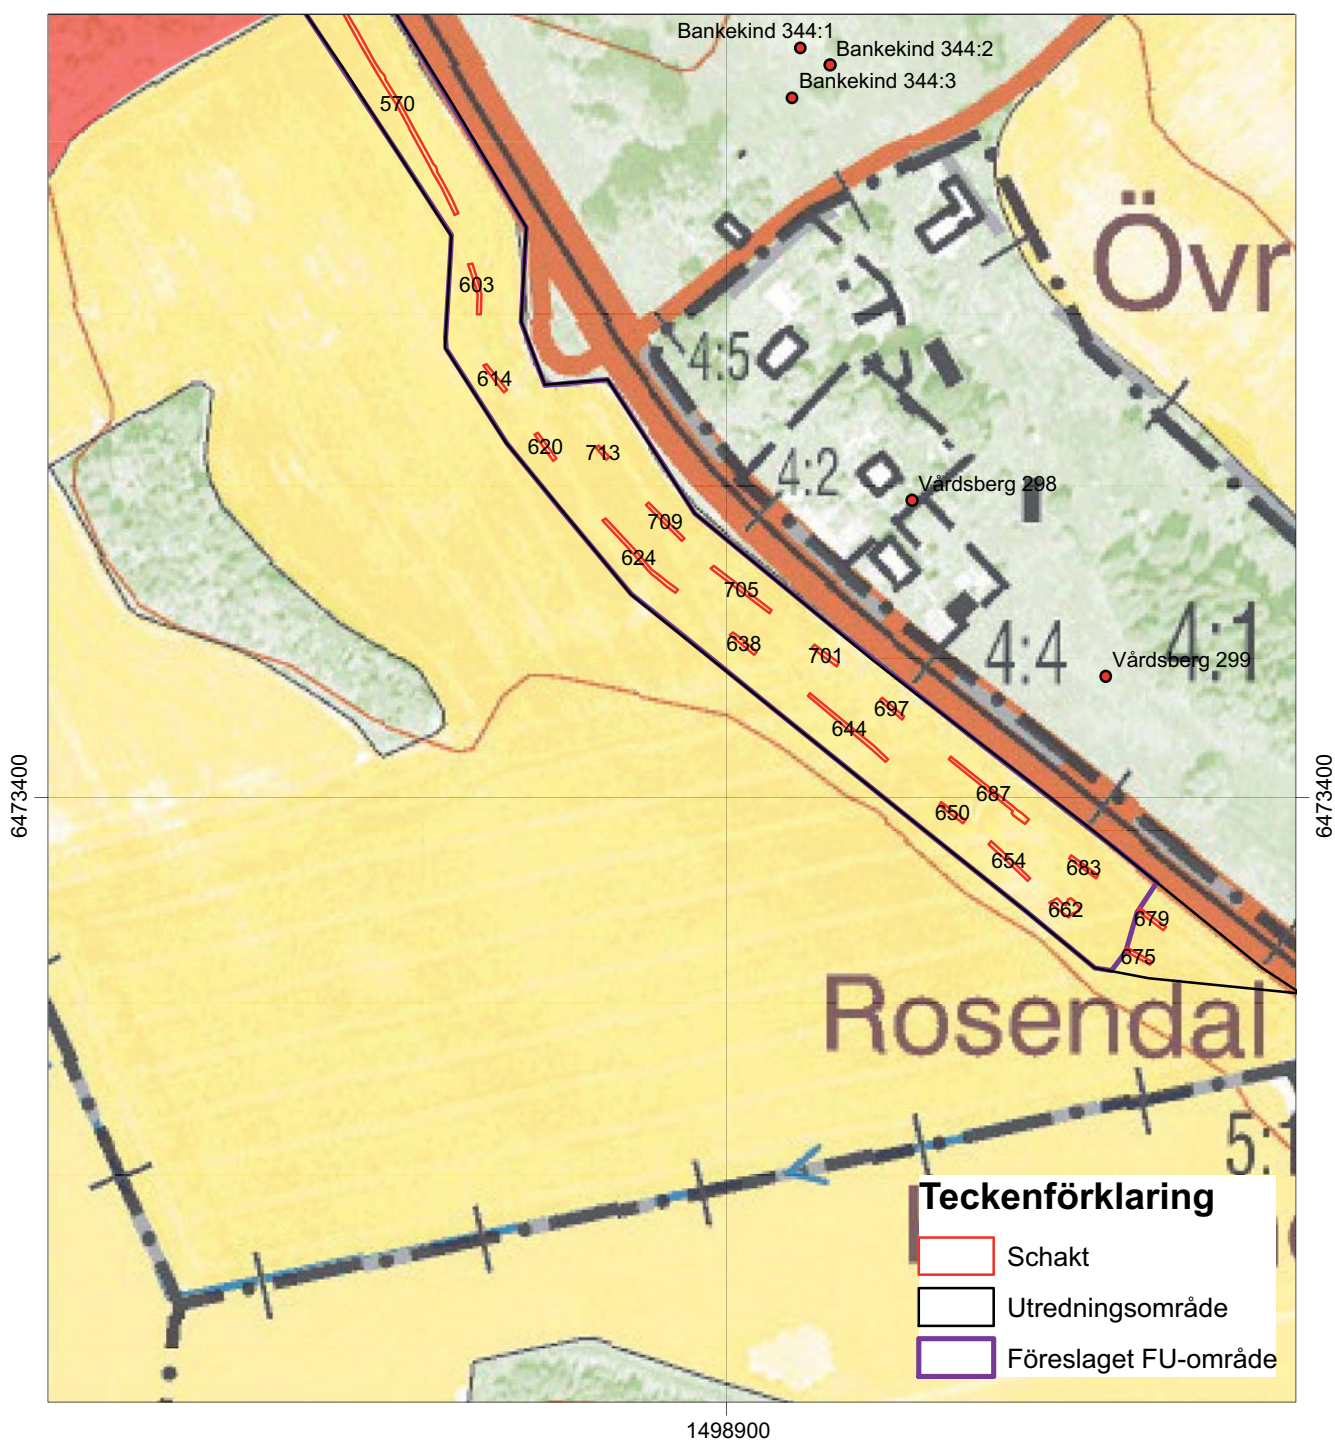 Bankekind 344:1
Bankekind 344:2
Bankekind 344:3
570
Övr
603
4:5
614
620
713
4:2
Vårdsberg 298
709
624
705
638
701
4:4
4:1
Vårdsberg 299
697
644
687
650
654
683
662
679
675
6473400
6473400
Rosendal
5:1
Teckenförklaring
Schakt
Utredningsområde
Föreslaget FU-område
1498900